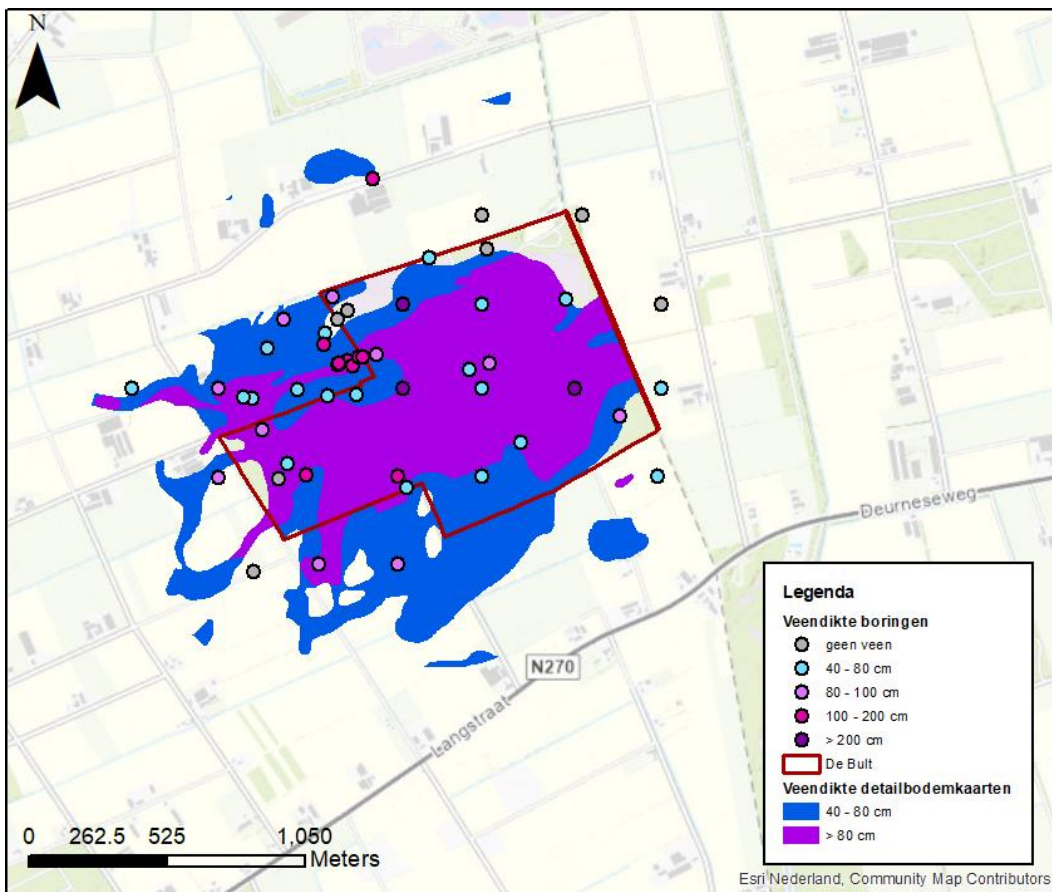 N
Deurneseweg
N270
Langstraat
Legenda
Veendikte boringen
geen veen
40 - 80 cm
80 - 100 cm
100 - 200 cm
> 200 cm
De Bult
Veendikte detailbodemkaarten
40 - 80 cm
> 80 cm
0 262.5 525 1,050
Meters
Esri Nederland, Community Map Contributors